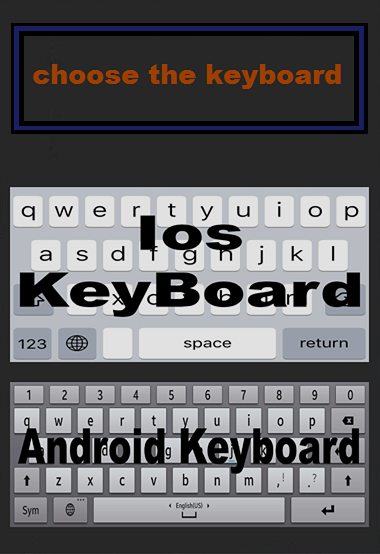 choose the keyboard
q w e r t y u i o p
Ios
a s d f g h j k l
KeyBoard
123 space return
1 2 3 4 5 6 7 8 9 0
q w e r t y u i o p
Android Keyboard
z x c v b n m , ! . ?
Sym English(US)